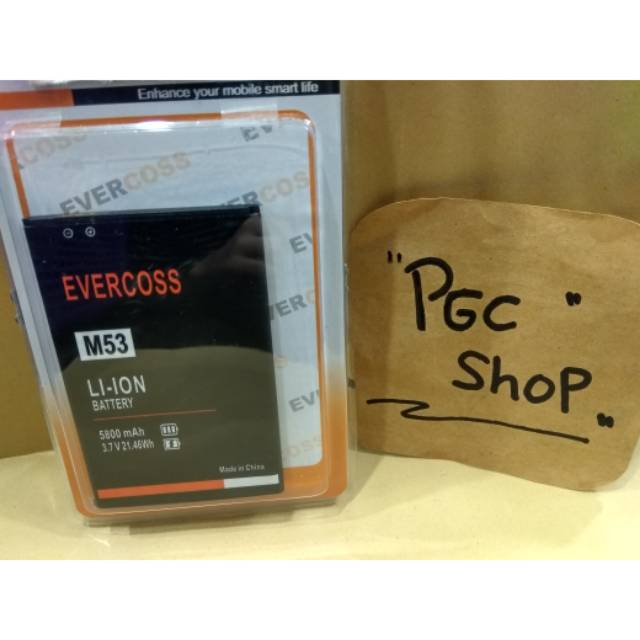 Enhance your mobile smart life
ERCOSS
EVERCOSS
EVERCOSS
M53
LI-ION
BATTERY
5800 mAh
3.7 V 21.46Wh
Made in China
"PGC"
Shop"